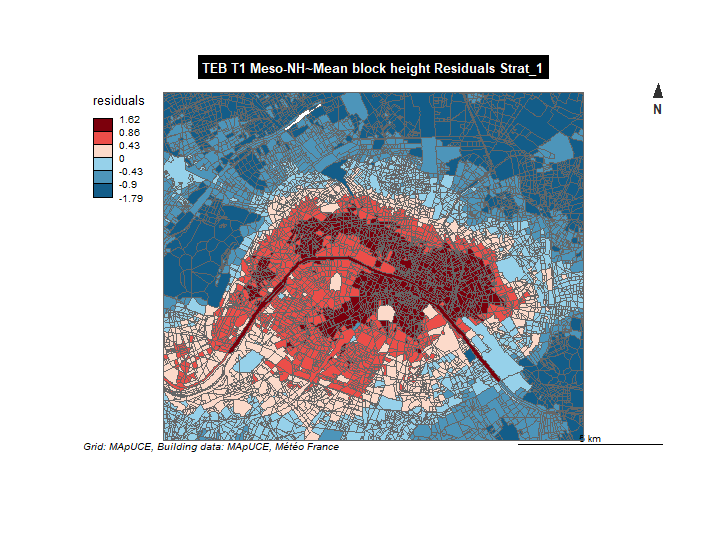 TEB T1 Meso-NH~Mean block height Residuals Strat_1
residuals
1.62
0.86
0.43
0
-0.43
-0.9
-1.79
N
5 km
Grid: MApUCE, Building data: MApUCE, Météo France